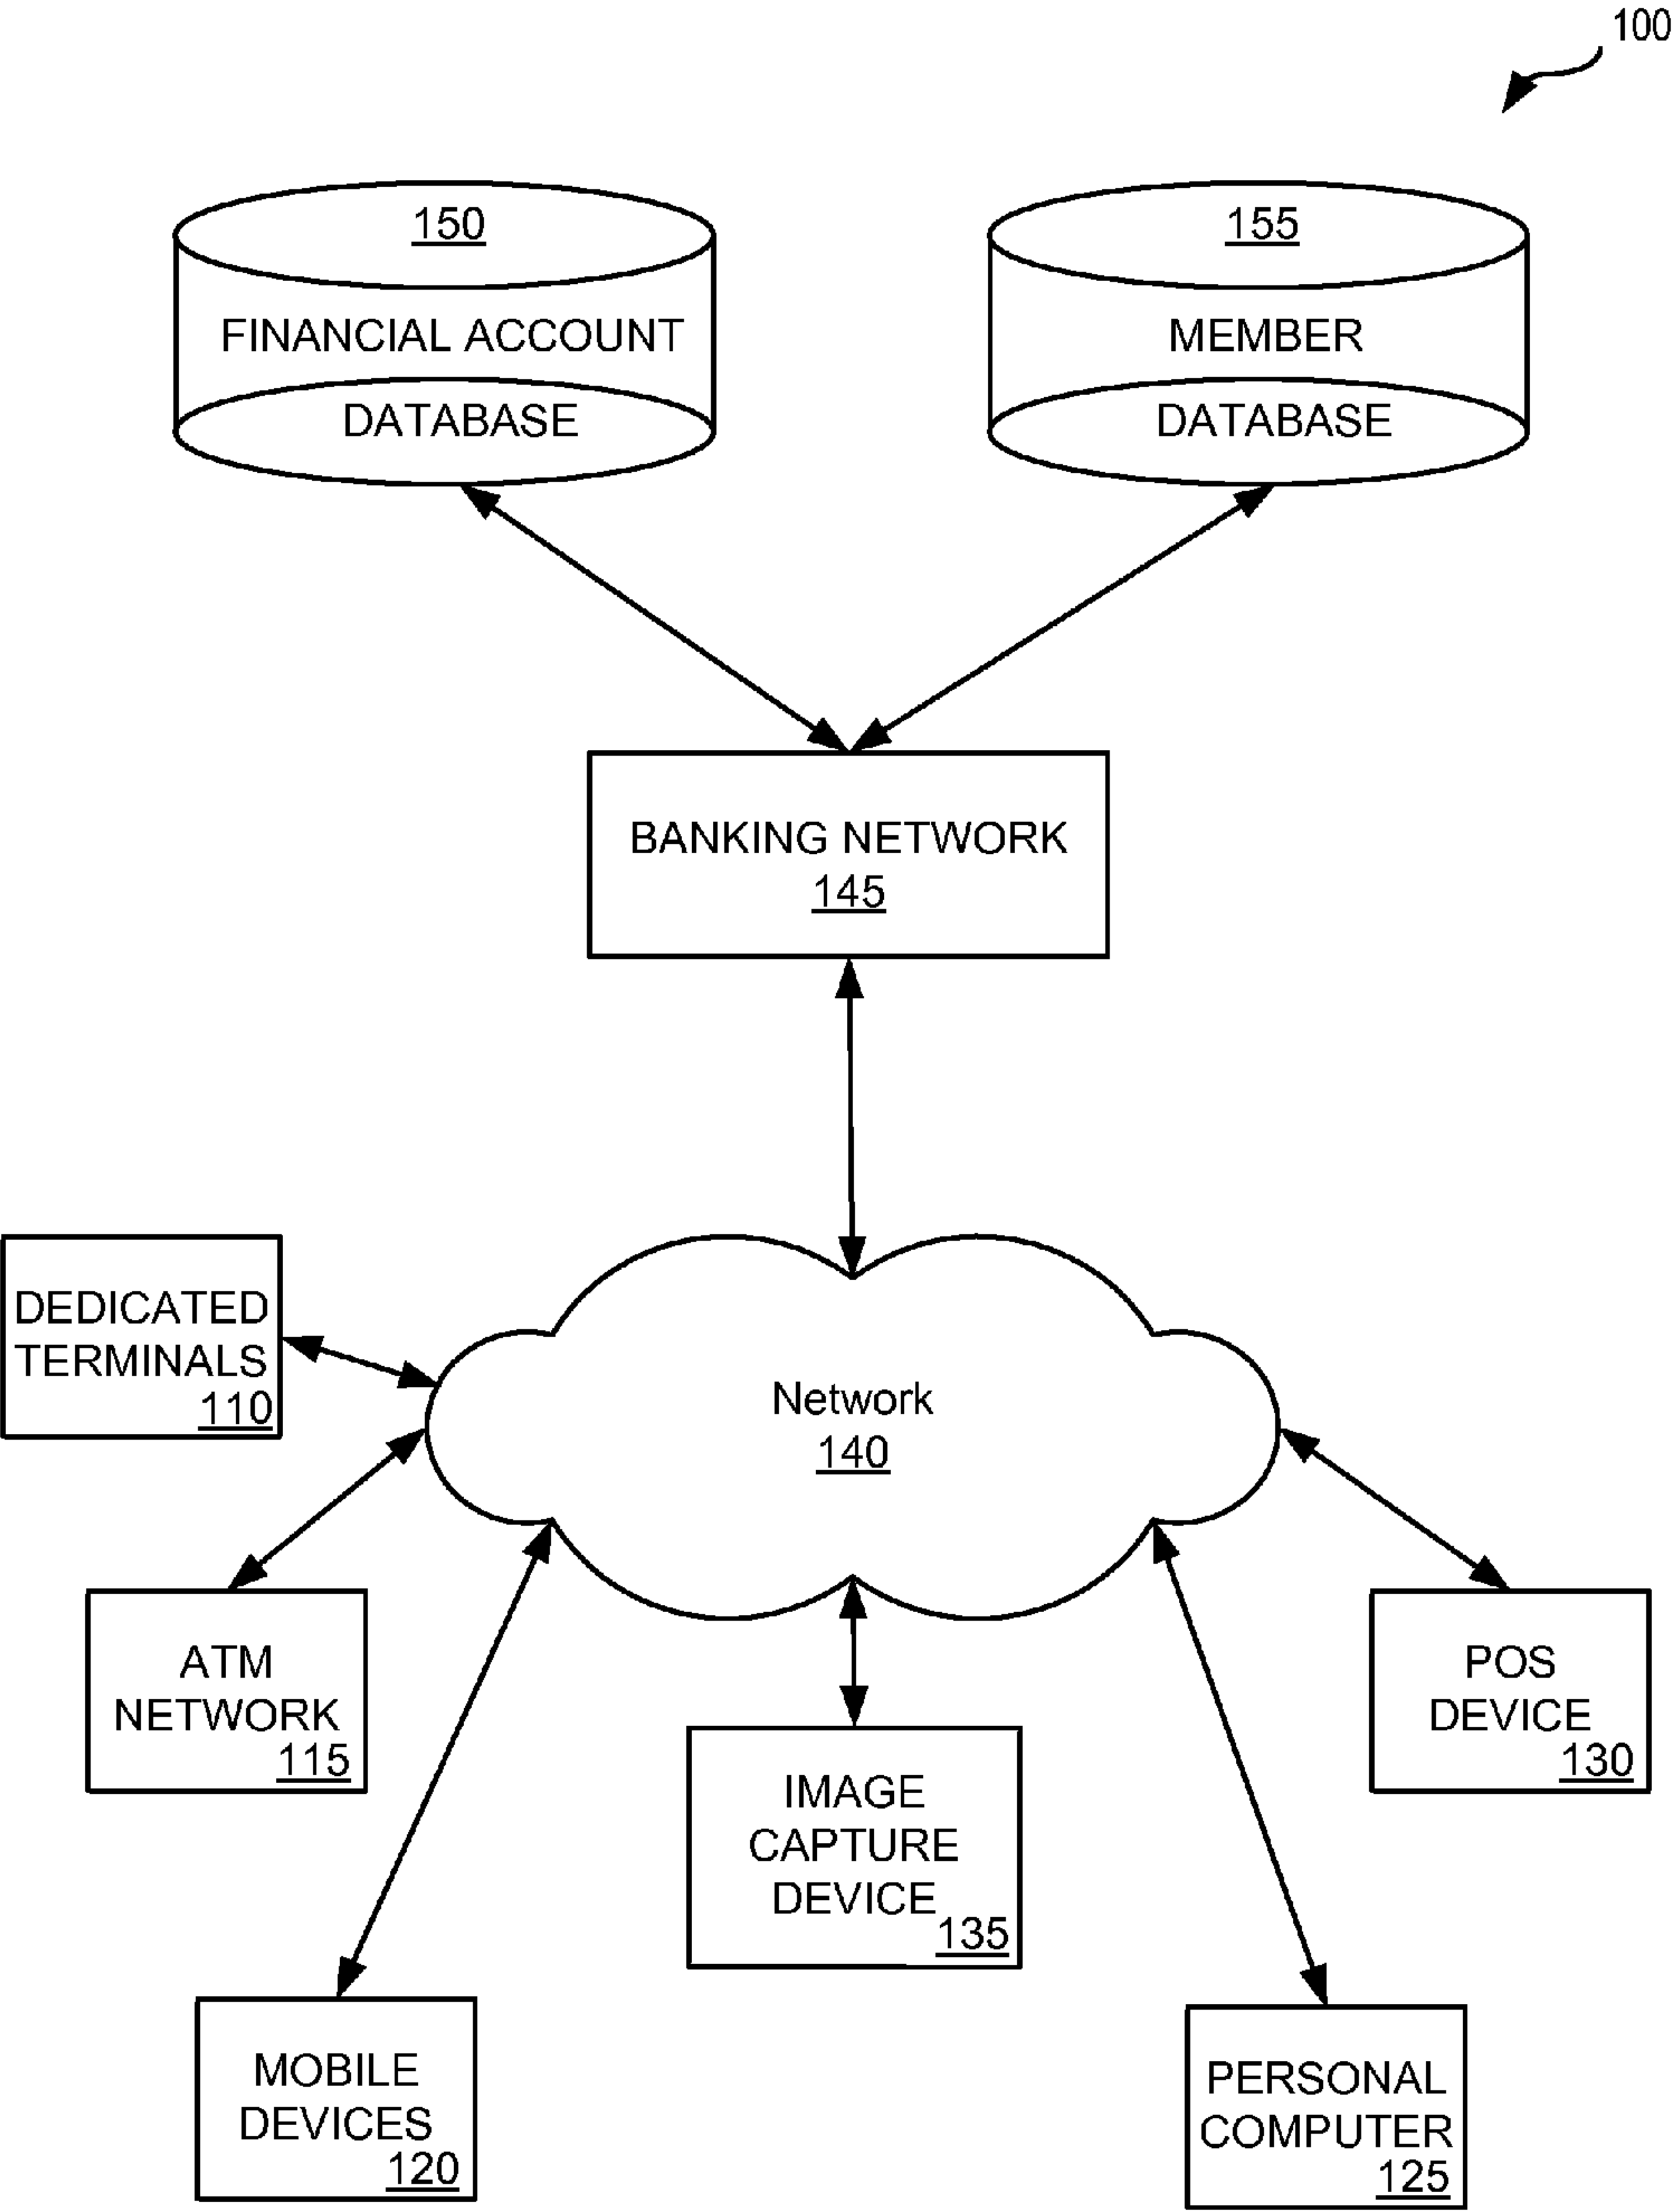 100
150
FINANCIAL ACCOUNT
DATABASE
155
MEMBER
DATABASE
BANKING NETWORK
145
DEDICATED
TERMINALS
110
Network
140
ATM
NETWORK
115
IMAGE
CAPTURE
DEVICE
135
POS
DEVICE
130
MOBILE
DEVICES
120
PERSONAL
COMPUTER
125